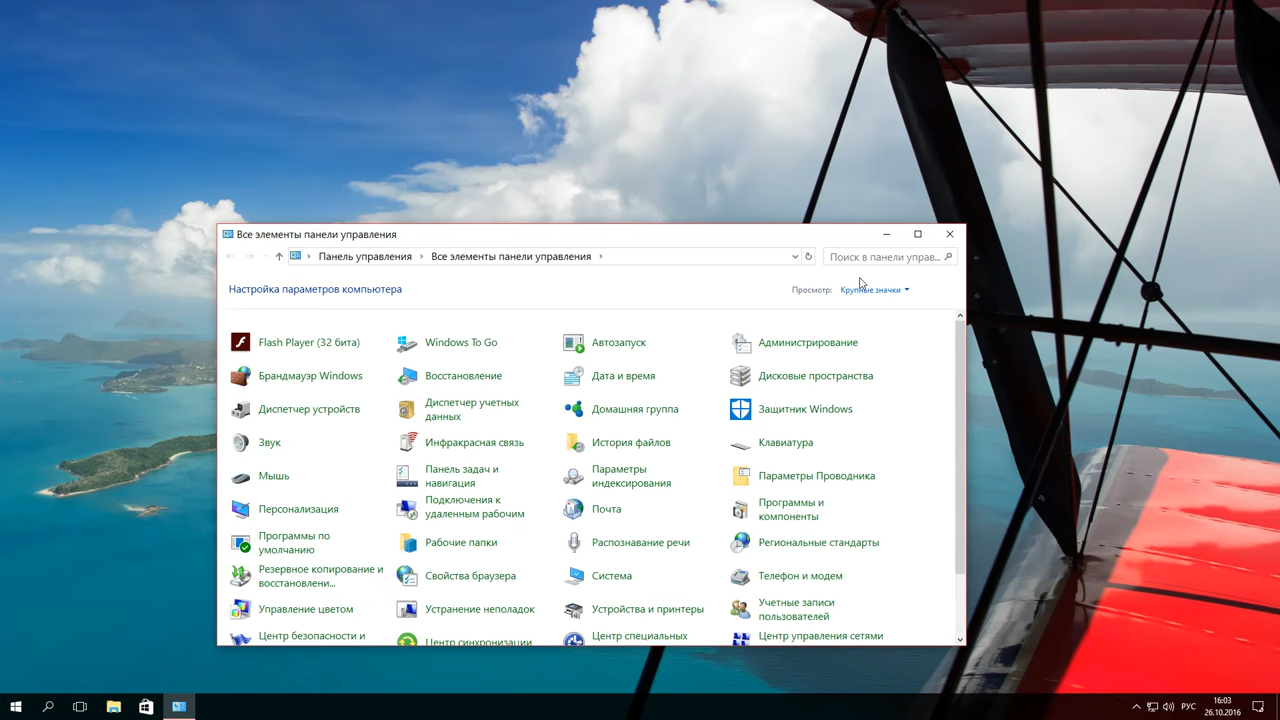 Все элементы панели управления
Панель управления
Все элементы панели управления
Поиск в панели управ...
Настройка параметров компьютера
Просмотр:
Крупные значки
Flash Player (32 бита)
Windows To Go
Автозапуск
Администрирование
Брандмауэр Windows
Восстановление
Дата и время
Дисковые пространства
Диспетчер устройств
Диспетчер учетных
данных
Домашняя группа
Защитник Windows
Звук
Инфракрасная связь
История файлов
Клавиатура
Мышь
Панель задач и
навигация
Параметры
индексирования
Параметры Проводника
Персонализация
Подключения к
удаленным рабочим
Почта
Программы и
компоненты
Программы по
умолчанию
Рабочие папки
Распознавание речи
Региональные стандарты
Резервное копирование и
восстановлени...
Свойства браузера
Система
Телефон и модем
Управление цветом
Устранение неполадок
Устройства и принтеры
Учетные записи
пользователей
Центр безопасности и
Центр синхронизации
Центр специальных
Центр управления сетями
РУС
16:03
26.10.2016